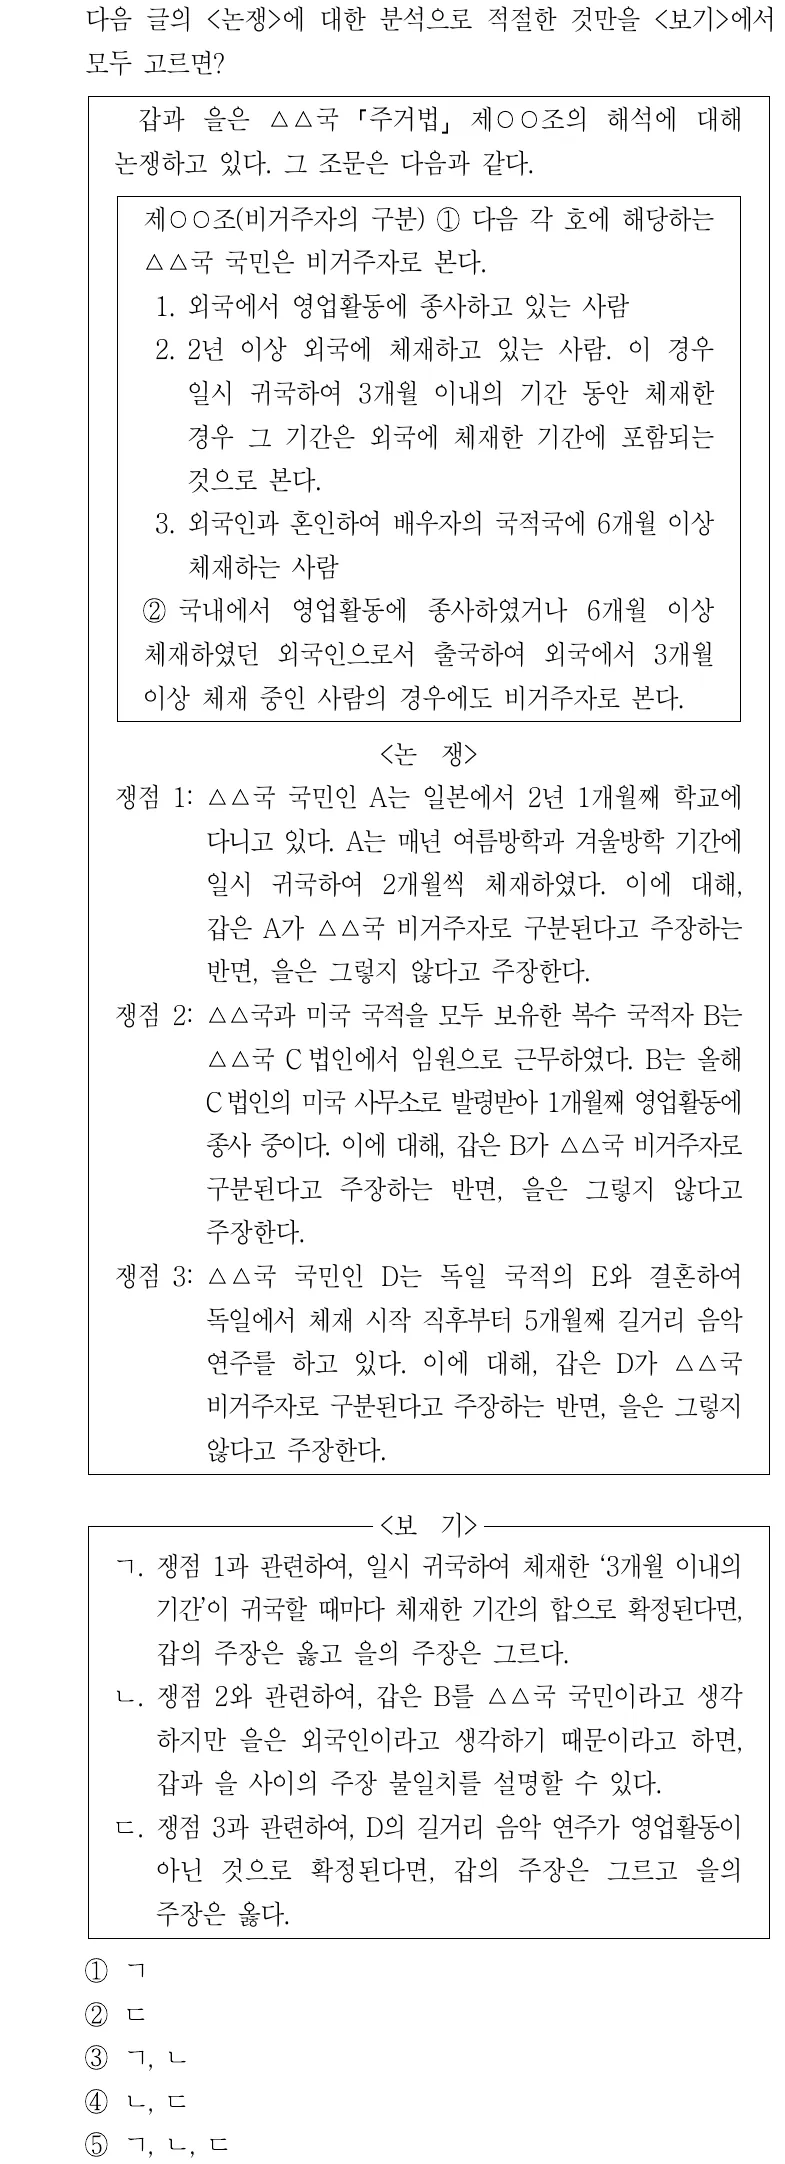 다음 글의 <논쟁>에 대한 분석으로 적절한 것만을 <보기>에서
모두 고르면?
갑과 을은 △△국 「주거법」 제○○조의 해석에 대해
논쟁하고 있다. 그 조문은 다음과 같다.
제○○조(비거주자의 구분) ① 다음 각 호에 해당하는
△△국 국민은 비거주자로 본다.
1. 외국에서 영업활동에 종사하고 있는 사람
2. 2년 이상 외국에 체재하고 있는 사람. 이 경우
일시 귀국하여 3개월 이내의 기간 동안 체재한
경우 그 기간은 외국에 체재한 기간에 포함되는
것으로 본다.
3. 외국인과 혼인하여 배우자의 국적국에 6개월 이상
체재하는 사람
② 국내에서 영업활동에 종사하였거나 6개월 이상
체재하였던 외국인으로서 출국하여 외국에서 3개월
이상 체재 중인 사람의 경우에도 비거주자로 본다.
<논 쟁>
쟁점 1: △△국 국민인 A는 일본에서 2년 1개월째 학교에
다니고 있다. A는 매년 여름방학과 겨울방학 기간에
일시 귀국하여 2개월씩 체재하였다. 이에 대해,
갑은 A가 △△국 비거주자로 구분된다고 주장하는
반면, 을은 그렇지 않다고 주장한다.
쟁점 2: △△국과 미국 국적을 모두 보유한 복수 국적자 B는
△△국 C법인에서 임원으로 근무하였다. B는 올해
C법인의 미국 사무소로 발령받아 1개월째 영업활동에
종사 중이다. 이에 대해, 갑은 B가 △△국 비거주자로
구분된다고 주장하는 반면, 을은 그렇지 않다고
주장한다.
쟁점 3: △△국 국민인 D는 독일 국적의 E와 결혼하여
독일에서 체재 시작 직후부터 5개월째 길거리 음악
연주를 하고 있다. 이에 대해, 갑은 D가 △△국
비거주자로 구분된다고 주장하는 반면, 을은 그렇지
않다고 주장한다.
<보 기>
ㄱ. 쟁점 1과 관련하여, 일시 귀국하여 체재한 '3개월 이내의
기간'이 귀국할 때마다 체재한 기간의 합으로 확정된다면,
갑의 주장은 옳고 을의 주장은 그르다.
ㄴ. 쟁점 2와 관련하여, 갑은 B를 △△국 국민이라고 생각
하지만 을은 외국인이라고 생각하기 때문이라고 하면,
갑과 을 사이의 주장 불일치를 설명할 수 있다.
ㄷ. 쟁점 3과 관련하여, D의 길거리 음악 연주가 영업활동이
아닌 것으로 확정된다면, 갑의 주장은 그르고 을의
주장은 옳다.
① ㄱ
② ㄷ
③ ㄱ, ㄴ
④ ㄴ, ㄷ
⑤ ㄱ, ㄴ, ㄷ